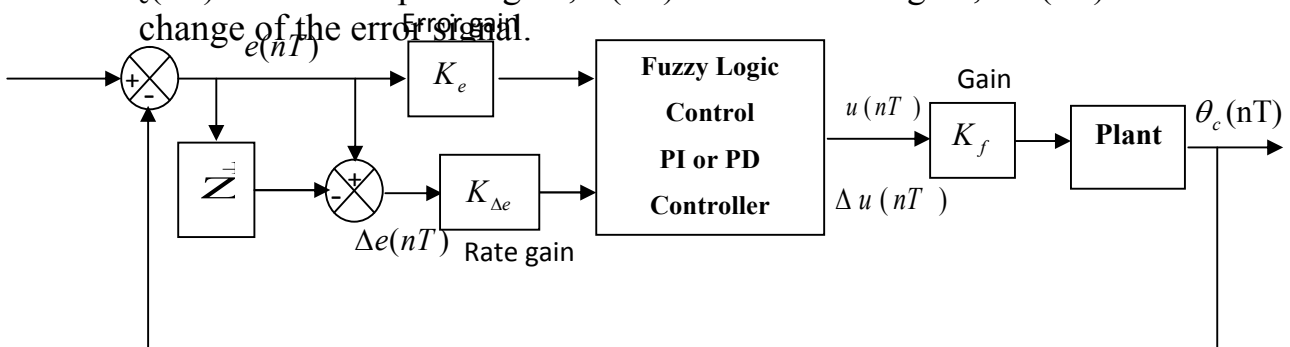 change of the error signal.
Error gain
e(nT)
+
-
K_e
Fuzzy Logic
Control
PI or PD
Controller
Gain
u(nT)
K_f
Plant
θ_c(nT)
Z⁻¹
+
-
K_Δe
Δu(nT)
Δe(nT)
Rate gain